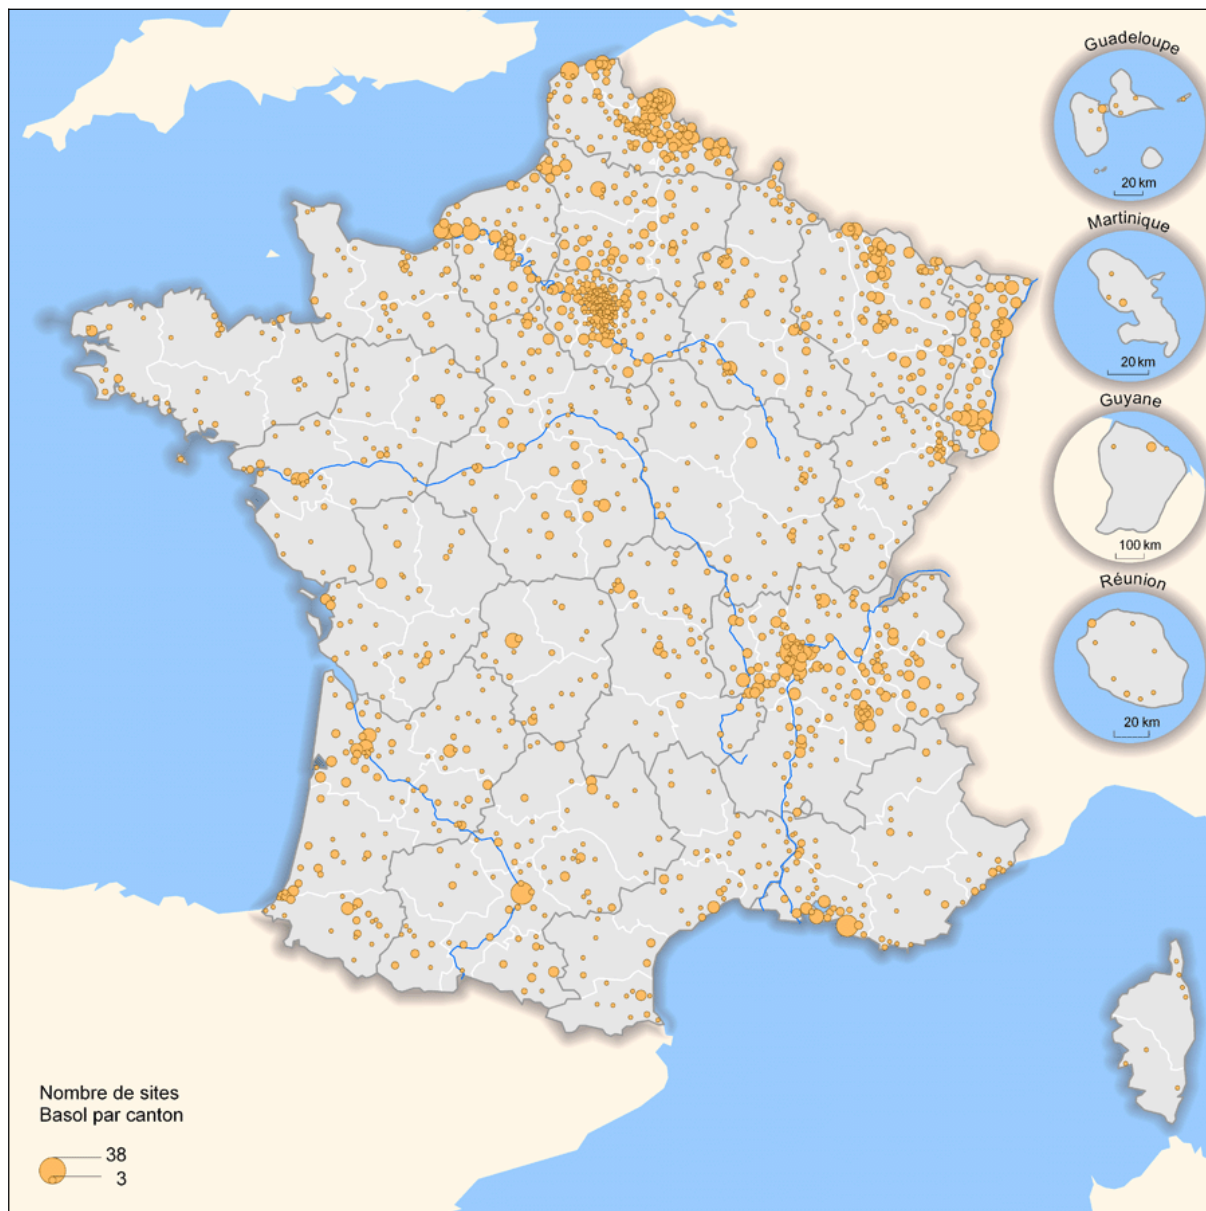 Guadeloupe
20 km
Martinique
20 km
Guyane
100 km
Réunion
20 km
Nombre de sites
Basol par canton
38
3